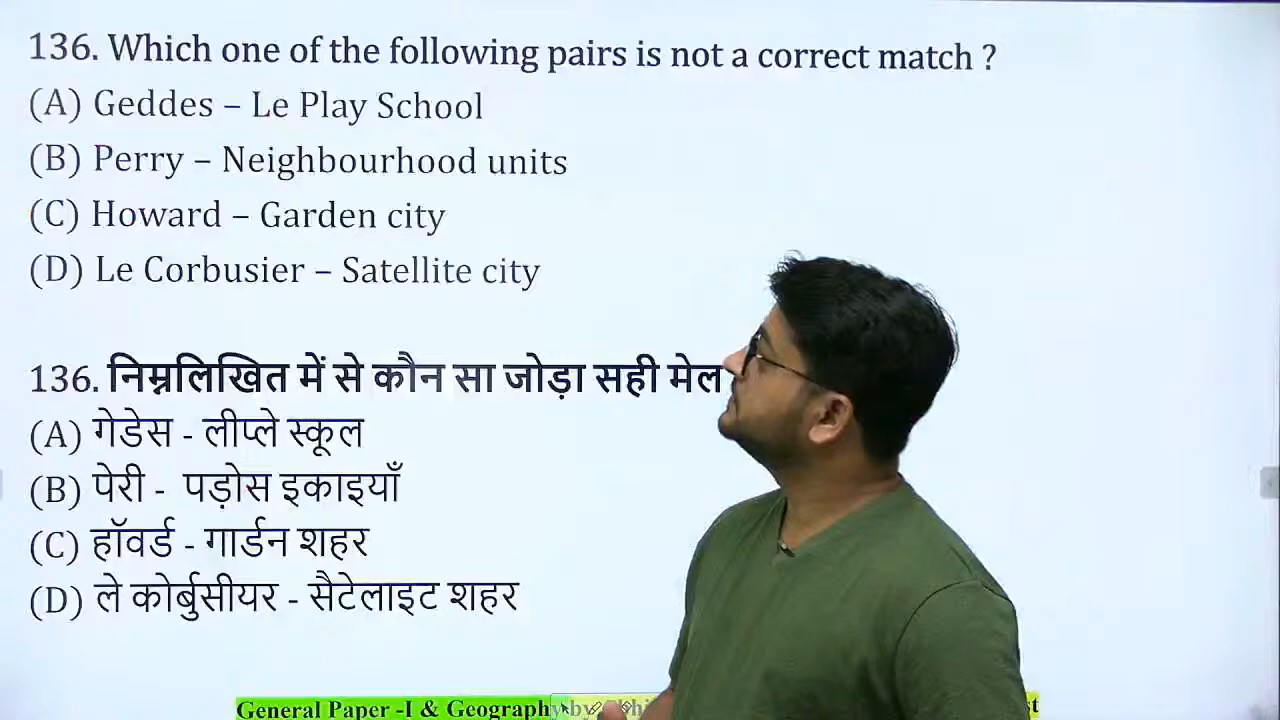 136. Which one of the following pairs is not a correct match ?
(A) Geddes – Le Play School
(B) Perry – Neighbourhood units
(C) Howard – Garden city
(D) Le Corbusier – Satellite city
136. निम्नलिखित में से कौन सा जोड़ा सही मेल
(A) गेडेस - लीप्ले स्कूल
(B) पेरी - पड़ोस इकाइयाँ
(C) हॉवर्ड - गार्डन शहर
(D) ले कोर्बुसीयर - सैटेलाइट शहर
General Paper -I & Geography by